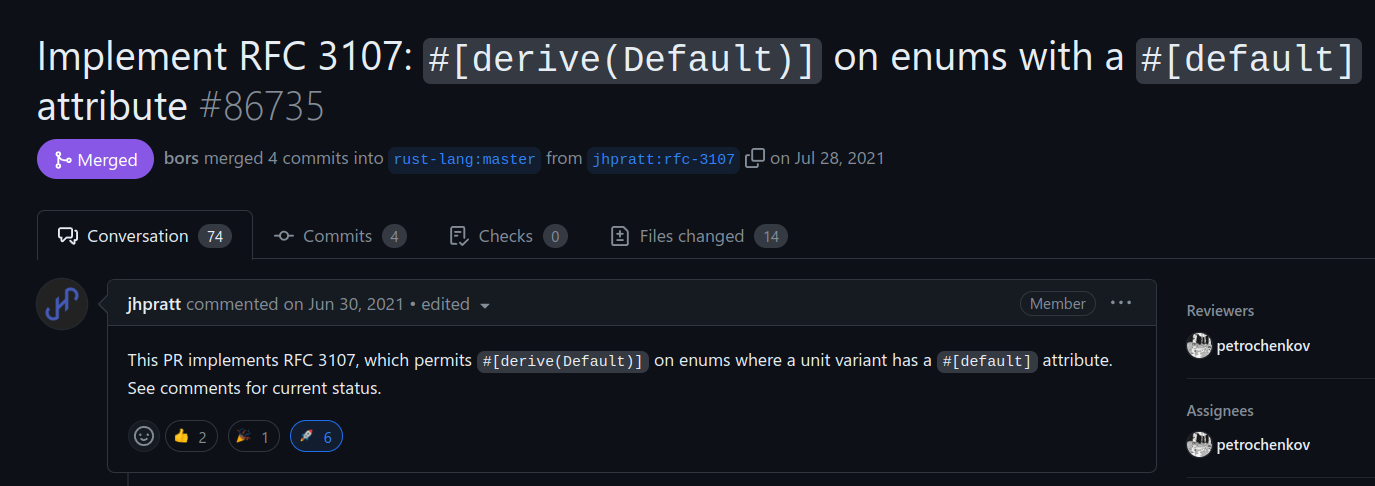 Implement RFC 3107: #[derive(Default)] on enums with a #[default]
attribute #86735
Merged bors merged 4 commits into rust-lang:master from jhpratt:rfc-3107 on Jul 28, 2021
Conversation 74 Commits 4 Checks 0 Files changed 14
jhpratt commented on Jun 30, 2021 • edited Member
This PR implements RFC 3107, which permits #[derive(Default)] on enums where a unit variant has a #[default] attribute.
See comments for current status.
👍 2 🎉 1 🚀 6
Reviewers
petrochenkov
Assignees
petrochenkov